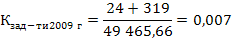 Кзад–ти2009 г = (24 + 319) / 49 465,66 = 0,007